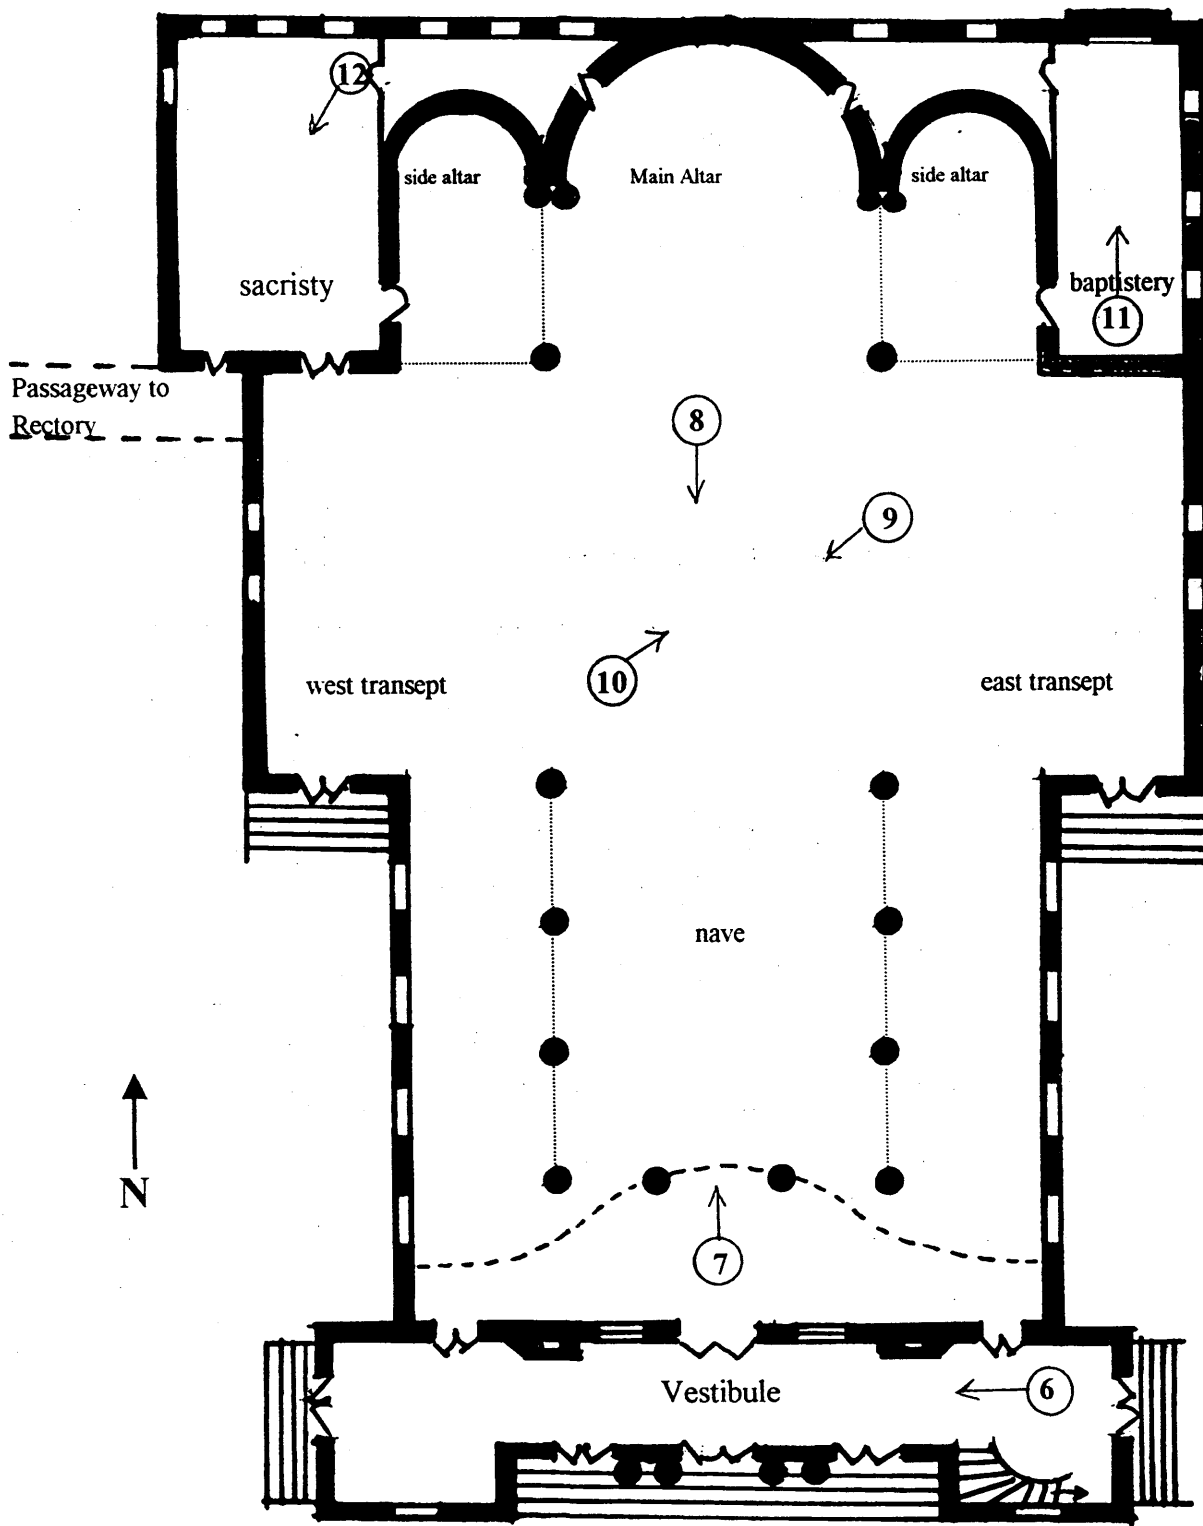 12
side altar
Main Altar
side altar
sacristy
baptistery
11
Passageway to
Rectory
8
9
10
west transept
east transept
nave
N
7
Vestibule
6